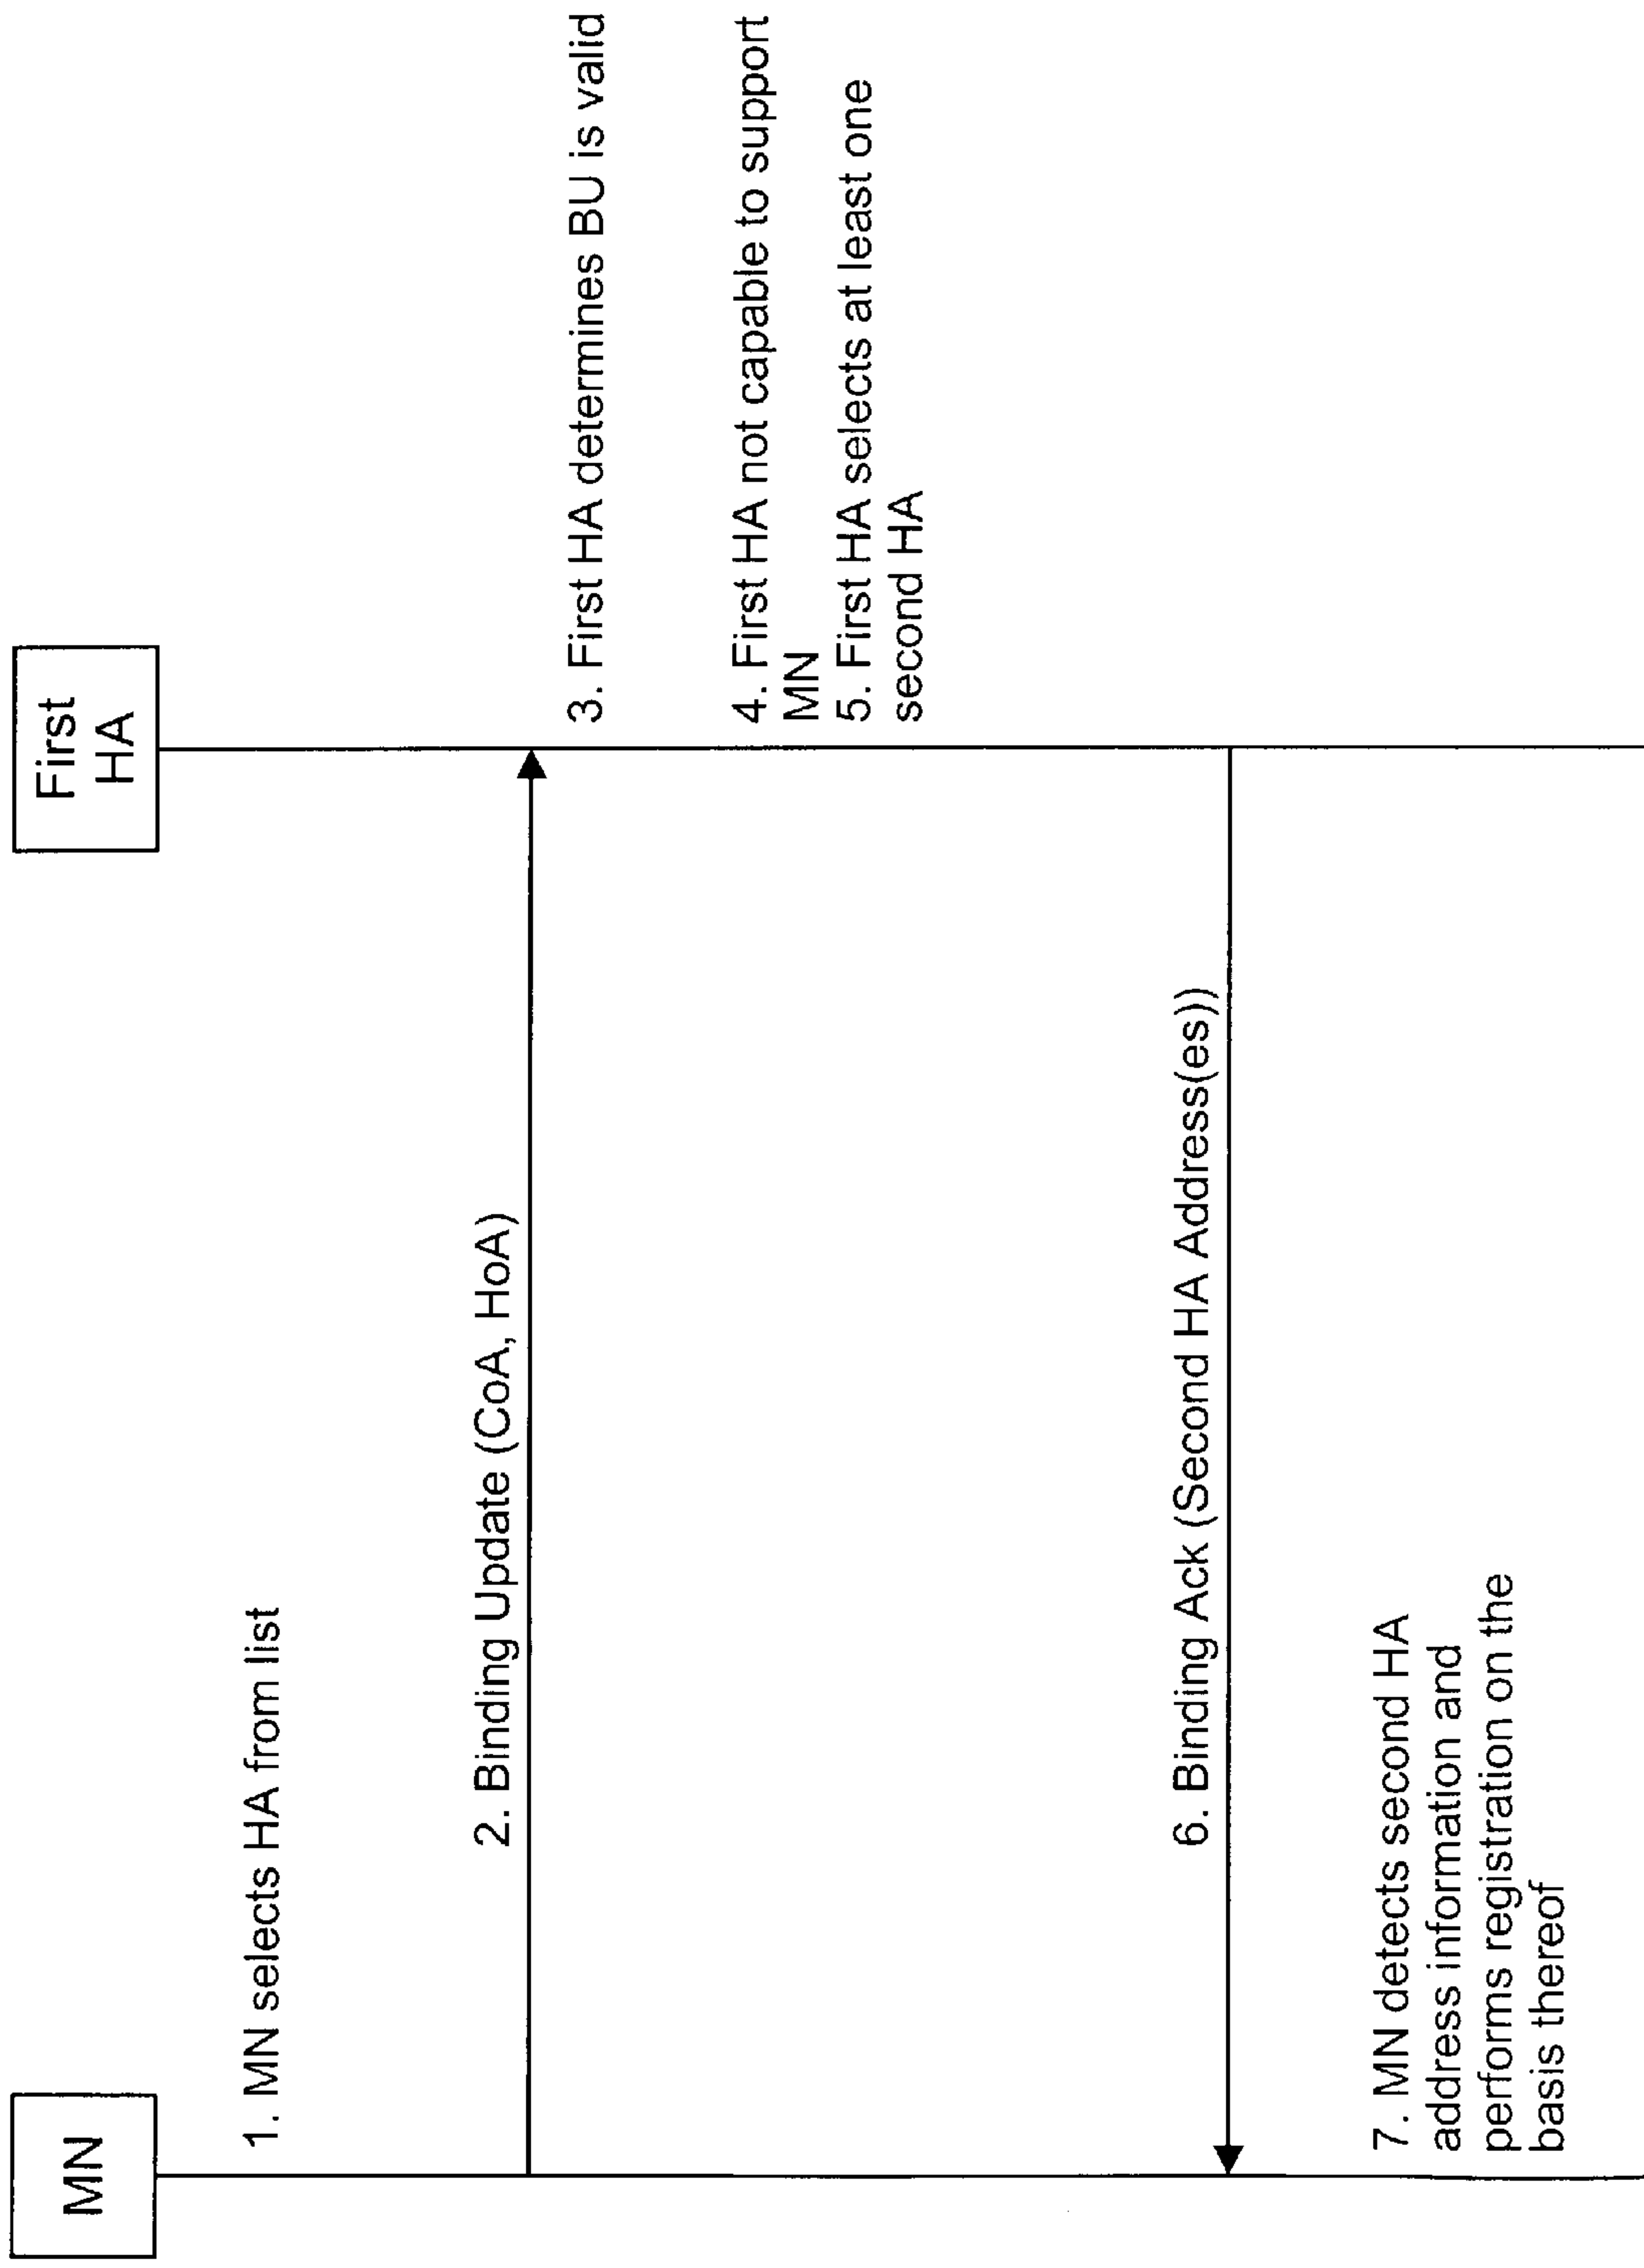 MN
First
HA
1. MN selects HA from list
2. Binding Update (CoA, HoA)
3. First HA determines BU is valid
4. First HA not capable to support
MN
5. First HA selects at least one
second HA
6. Binding Ack (Second HA Address(es))
7. MN detects second HA
address information and
performs registration on the
basis thereof